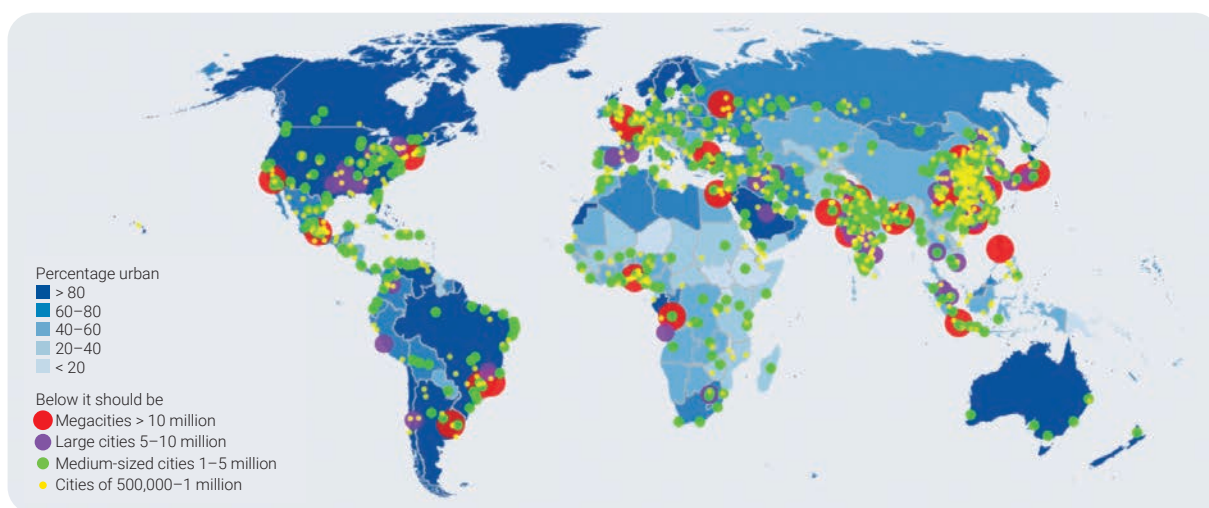 Percentage urban
> 80
60–80
40–60
20–40
< 20
Below it should be
Megacities > 10 million
Large cities 5–10 million
Medium-sized cities 1–5 million
Cities of 500,000–1 million